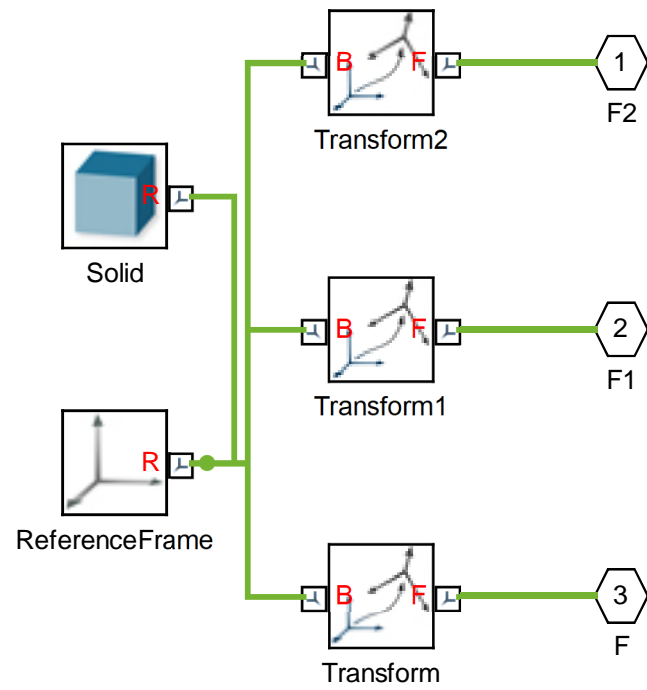 B
F
1
F2
Transform2
R
Solid
B
F
2
F1
Transform1
R
ReferenceFrame
B
F
3
F
Transform